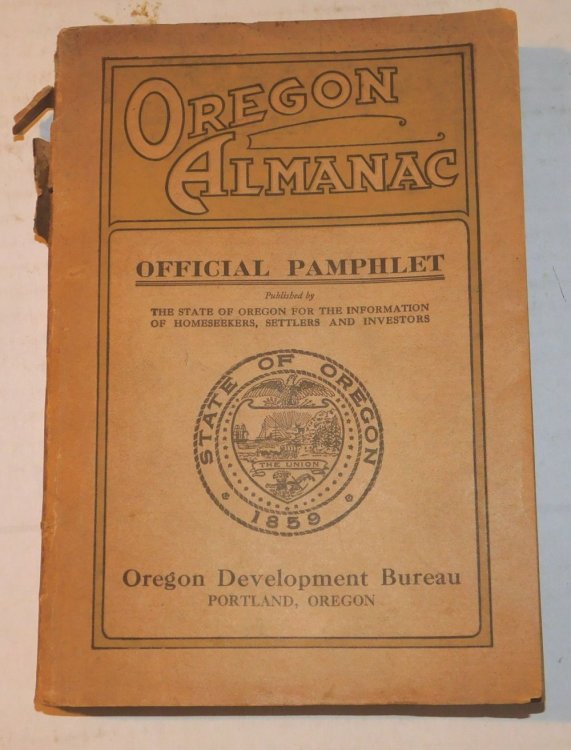 OREGON
ALMANAC
OFFICIAL PAMPHLET
Published by
THE STATE OF OREGON FOR THE INFORMATION
OF HOMESEEKERS, SETTLERS AND INVESTORS
STATE OF OREGON
THE UNION
1859
Oregon Development Bureau
PORTLAND, OREGON